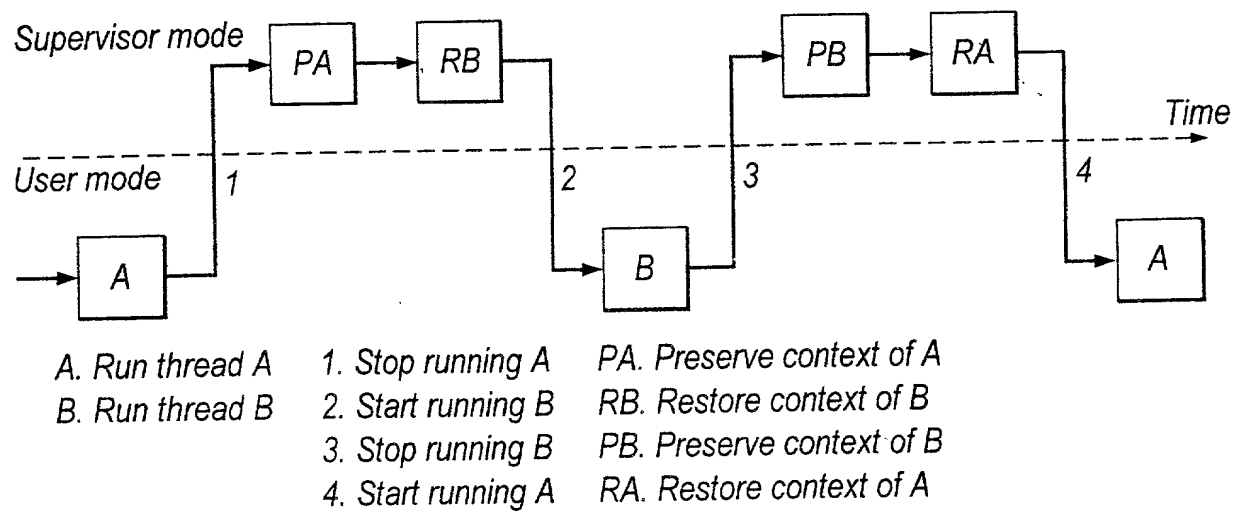 Supervisor mode
PA
RB
PB
RA
Time
User mode
1
2
3
4
A
B
A
A. Run thread A
1. Stop running A
PA. Preserve context of A
B. Run thread B
2. Start running B
RB. Restore context of B
3. Stop running B
PB. Preserve context of B
4. Start running A
RA. Restore context of A